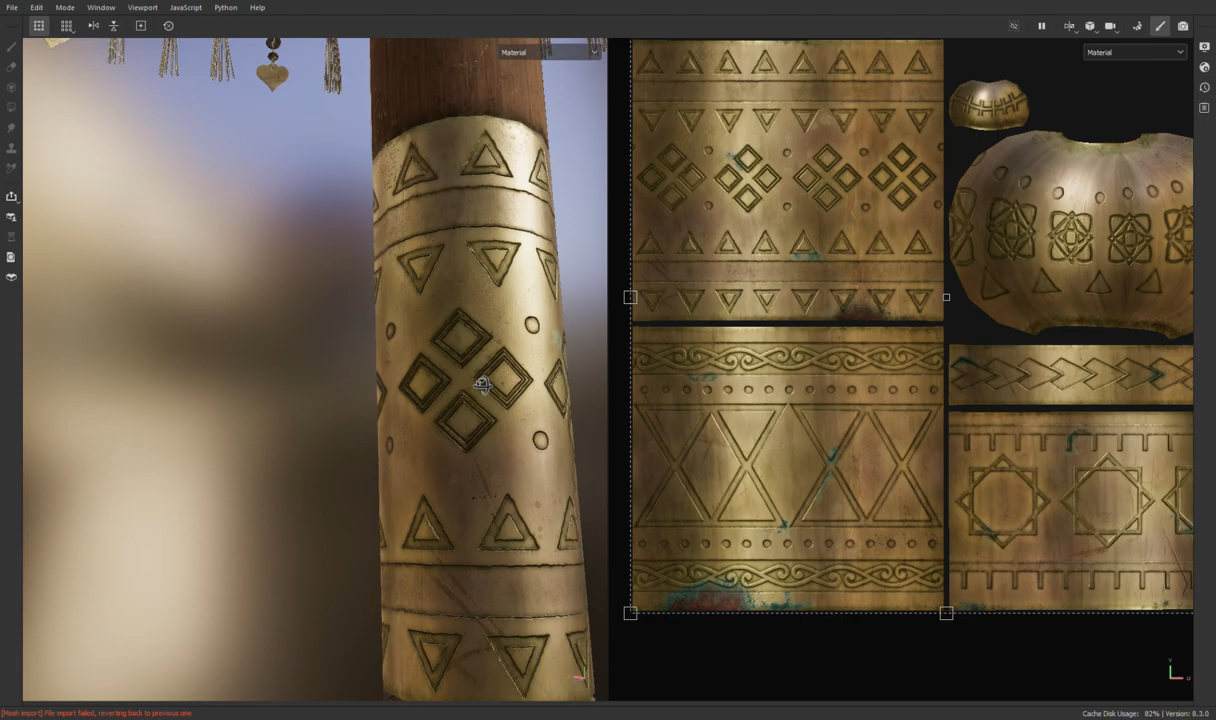 File Edit Mode Window Viewport JavaScript Python Help
Material
Material
[Mesh import] File import failed, reverting back to previous one
Cache Disk Usage: 82% | Version: 8.3.0